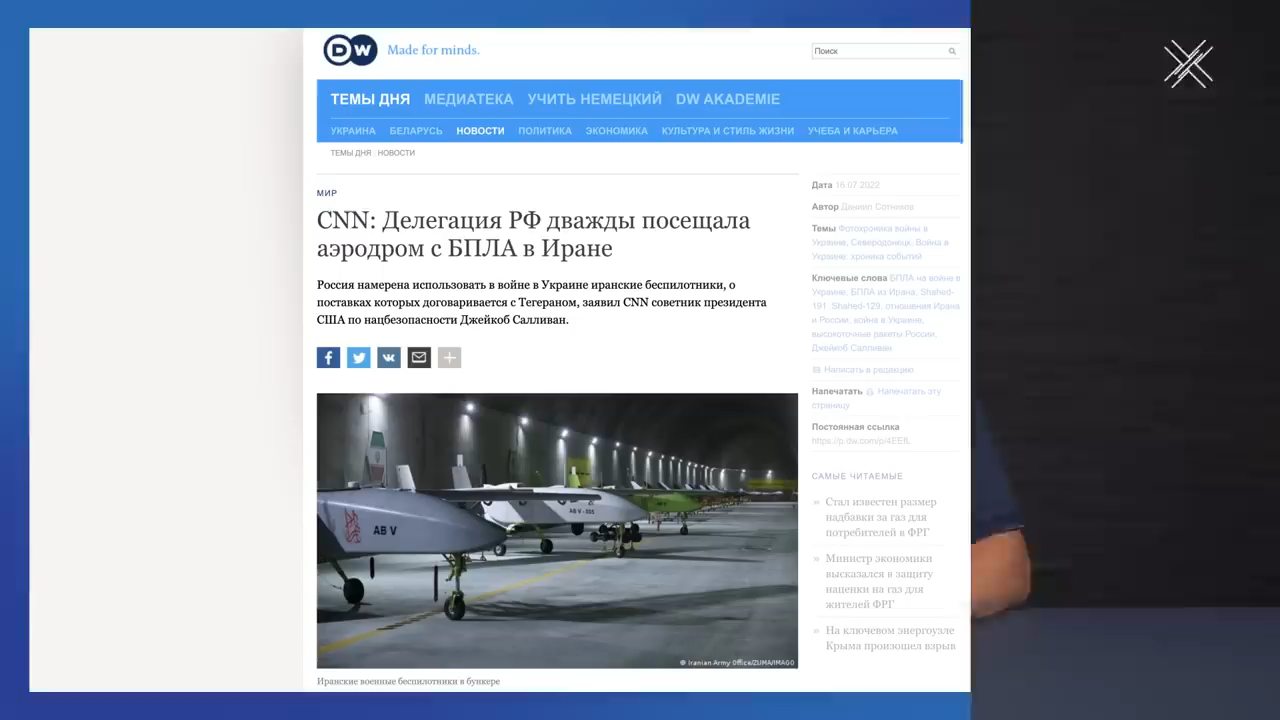 DW Made for minds.
Поиск
ТЕМЫ ДНЯ МЕДИАТЕКА УЧИТЬ НЕМЕЦКИЙ DW AKADEMIE
УКРАИНА БЕЛАРУСЬ НОВОСТИ ПОЛИТИКА ЭКОНОМИКА КУЛЬТУРА И СТИЛЬ ЖИЗНИ УЧЕБА И КАРЬЕРА
ТЕМЫ ДНЯ / НОВОСТИ
МИР
CNN: Делегация РФ дважды посещала
аэродром с БПЛА в Иране
Россия намерена использовать в войне в Украине иранские беспилотники, о
поставках которых договаривается с Тегераном, заявил CNN советник президента
США по нацбезопасности Джейкоб Салливан.
AB V
AB V - 005
© Iranian Army Office/ZUMA/IMAGO
Иранские военные беспилотники в бункере
Дата 16.07.2022
Автор Даниил Сотников
Темы Фотохроника войны в
Украине, Северодонецк, Война в
Украине: хроника событий
Ключевые слова БПЛА на войне в
Украине, БПЛА из Ирана, Shahed-
191, Shahed-129, отношения Ирана
и России, война в Украине,
высокоточные ракеты России,
Джейкоб Салливан
Написать в редакцию
Напечатать Напечатать эту
страницу
Постоянная ссылка
https://p.dw.com/p/4EEfL
САМЫЕ ЧИТАЕМЫЕ
» Стал известен размер
надбавки за газ для
потребителей в ФРГ
» Министр экономики
высказался в защиту
наценки на газ для
жителей ФРГ
» На ключевом энергоузле
Крыма произошел взрыв